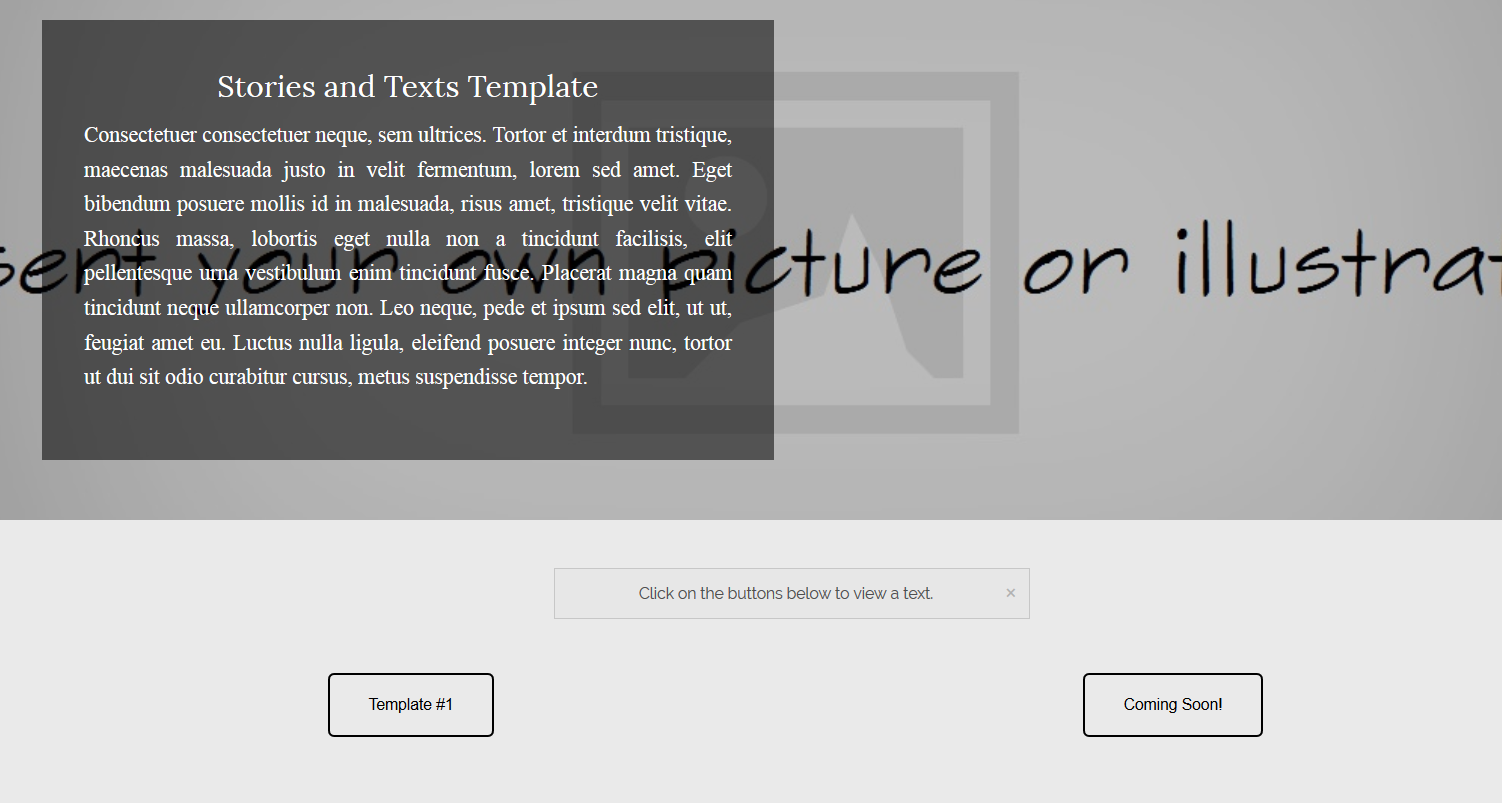 Stories and Texts Template
Consectetuer consectetuer neque, sem ultrices. Tortor et interdum tristique,
maecenas malesuada justo in velit fermentum, lorem sed amet. Eget
bibendum posuere mollis id in malesuada, risus amet, tristique velit vitae.
Rhoncus massa, lobortis eget nulla non a tincidunt facilisis, elit
pellentesque urna vestibulum enim tincidunt fusce. Placerat magna quam
tincidunt neque ullamcorper non. Leo neque, pede et ipsum sed elit, ut ut,
feugiat amet eu. Luctus nulla ligula, eleifend posuere integer nunc, tortor
ut dui sit odio curabitur cursus, metus suspendisse tempor.
sent your own picture or illustrat
Click on the buttons below to view a text. ×
Template #1
Coming Soon!